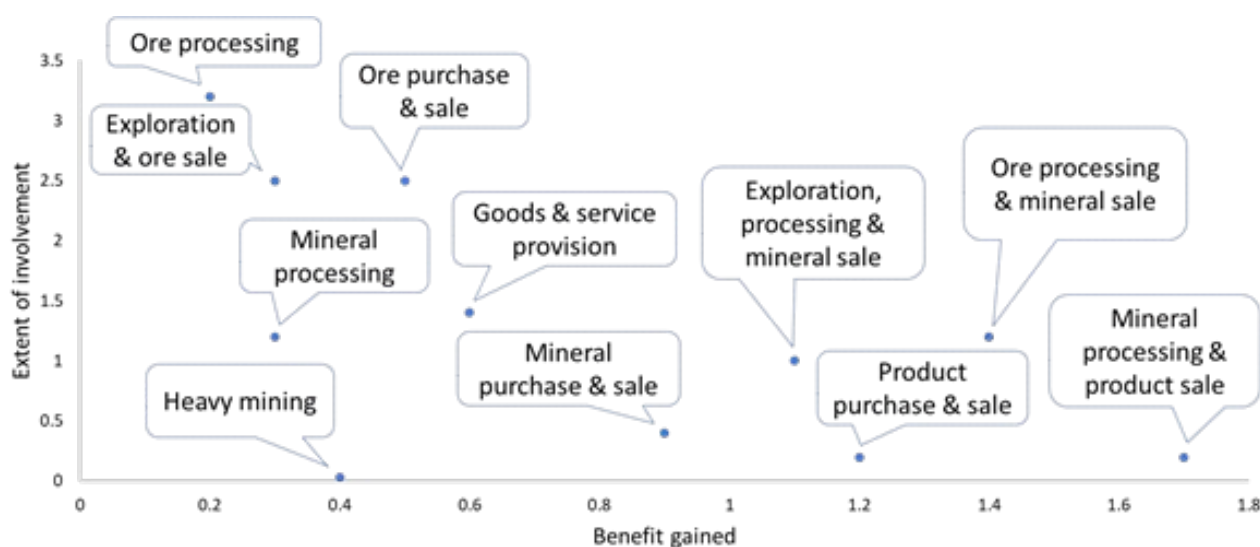 Ore processing
3.5
Ore purchase
& sale
3
Exploration
& ore sale
Ore processing
& mineral sale
2.5
Exploration,
processing &
mineral sale
Goods & service
provision
2
Mineral
processing
Extent of involvement
1.5
Mineral
processing &
product sale
Mineral
purchase & sale
1
Product
purchase & sale
Heavy mining
0.5
0
0 0.2 0.4 0.6 0.8 1 1.2 1.4 1.6 1.8
Benefit gained